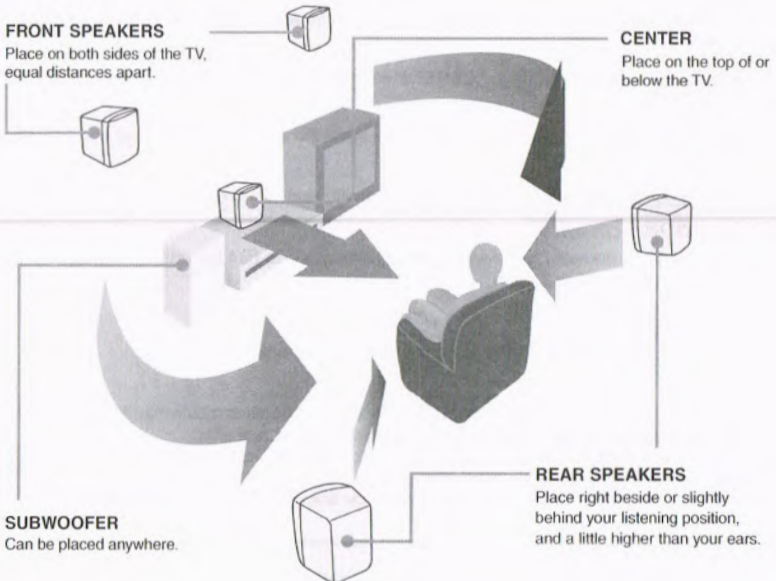 FRONT SPEAKERS
Place on both sides of the TV,
equal distances apart.
CENTER
Place on the top of or
below the TV.
SUBWOOFER
Can be placed anywhere.
REAR SPEAKERS
Place right beside or slightly
behind your listening position,
and a little higher than your ears.